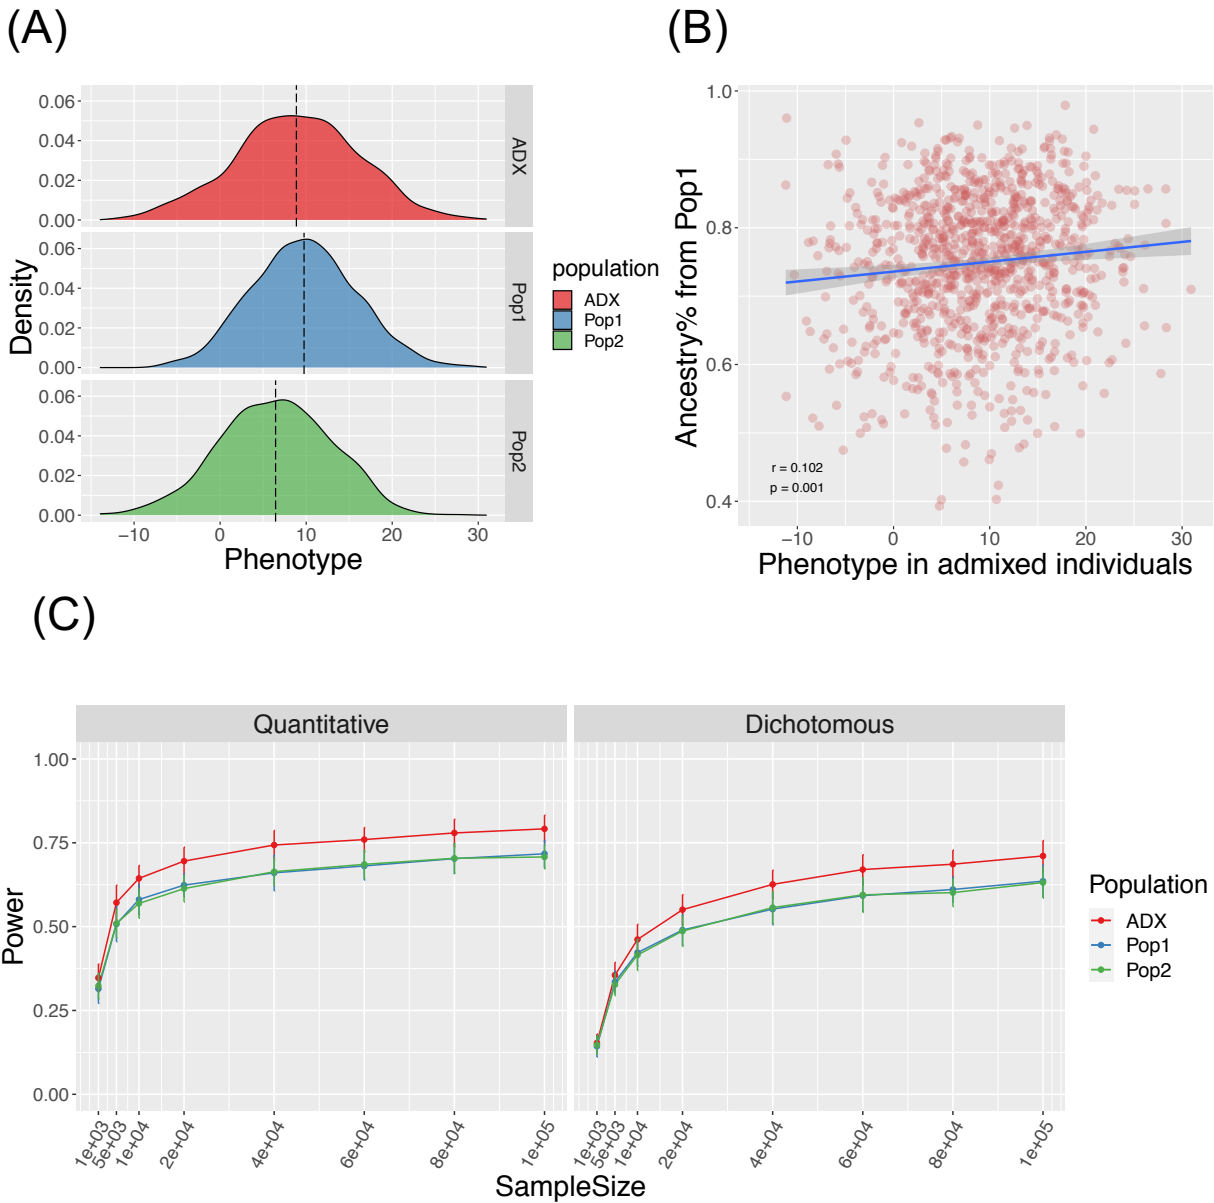 (A)
(B)
Density
0.06
0.04
0.02
0.00
ADX
0.06
0.04
0.02
0.00
Pop1
0.06
0.04
0.02
0.00
Pop2
−10
0
10
20
30
Phenotype
population
ADX
Pop1
Pop2
Ancestry% from Pop1
1.0
0.8
0.6
0.4
r = 0.102
p = 0.001
−10
0
10
20
30
Phenotype in admixed individuals
(C)
Quantitative
Dichotomous
Power
1.00
0.75
0.50
0.25
0.00
1e+03
5e+03
1e+04
2e+04
4e+04
6e+04
8e+04
1e+05
1e+03
5e+03
1e+04
2e+04
4e+04
6e+04
8e+04
1e+05
SampleSize
Population
ADX
Pop1
Pop2